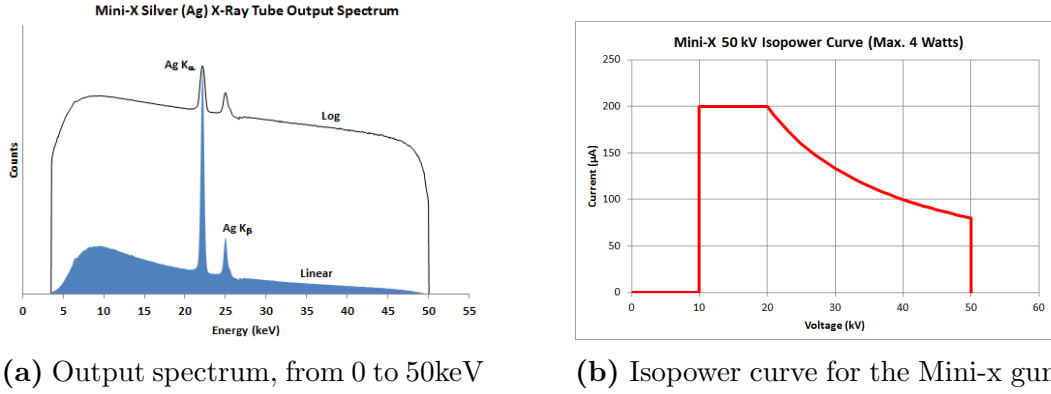 Mini-X Silver (Ag) X-Ray Tube Output Spectrum
Ag Kα
Log
Counts
Ag Kβ
Linear
0 5 10 15 20 25 30 35 40 45 50 55
Energy (keV)
(a) Output spectrum, from 0 to 50keV
Mini-X 50 kV Isopower Curve (Max. 4 Watts)
250
200
150
100
50
0
Current (μA)
0 10 20 30 40 50 60
Voltage (kV)
(b) Isopower curve for the Mini-x gun